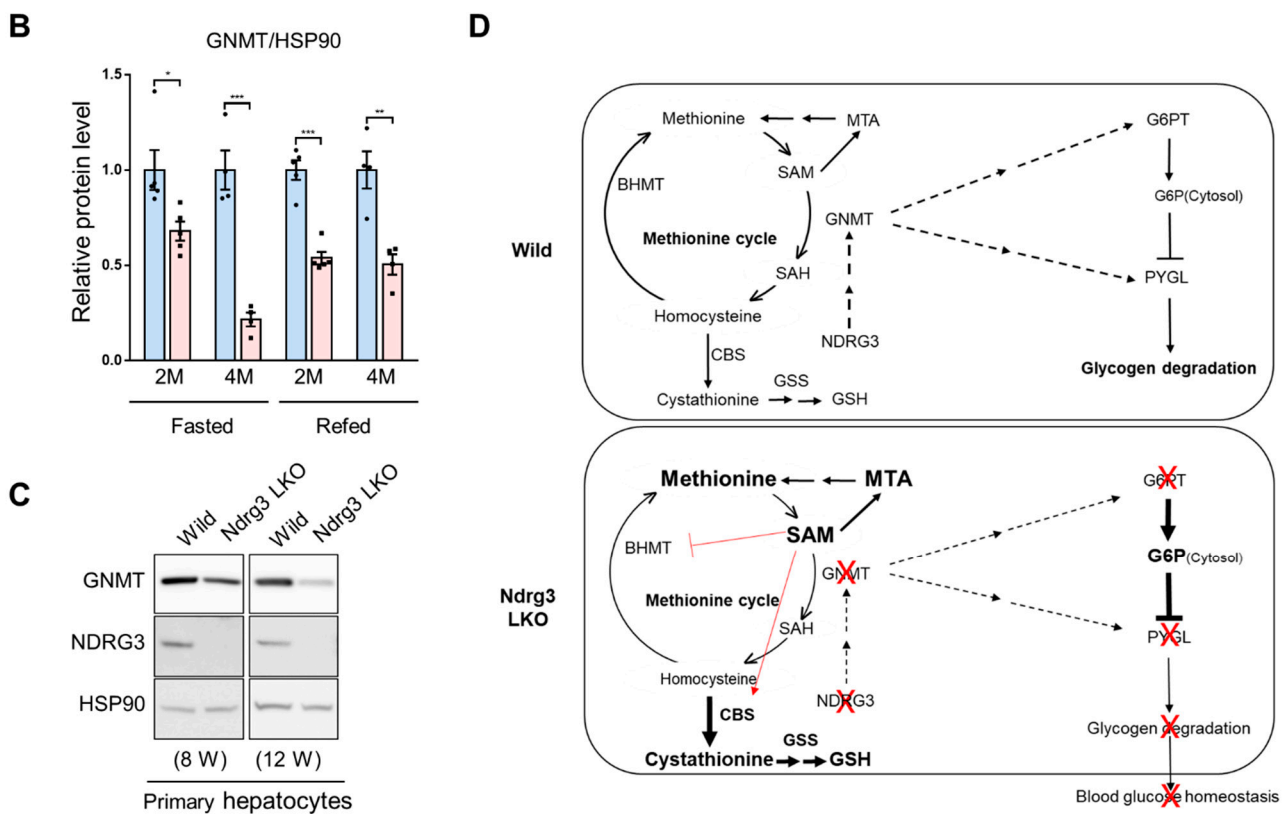 B
GNMT/HSP90
Relative protein level
1.5
1.0
0.5
0.0
*
***
***
**
2M
4M
2M
4M
Fasted
Refed
C
Wild
Ndrg3 LKO
Wild
Ndrg3 LKO
GNMT
NDRG3
HSP90
(8 W)
(12 W)
Primary hepatocytes
D
Wild
Methionine
MTA
SAM
BHMT
GNMT
Methionine cycle
SAH
Homocysteine
NDRG3
CBS
GSS
Cystathionine
GSH
G6PT
G6P(Cytosol)
PYGL
Glycogen degradation
Ndrg3
LKO
Methionine
MTA
SAM
BHMT
GNMT
Methionine cycle
SAH
Homocysteine
NDRG3
CBS
GSS
Cystathionine
GSH
G6PT
G6P(Cytosol)
PYGL
Glycogen degradation
Blood glucose homeostasis